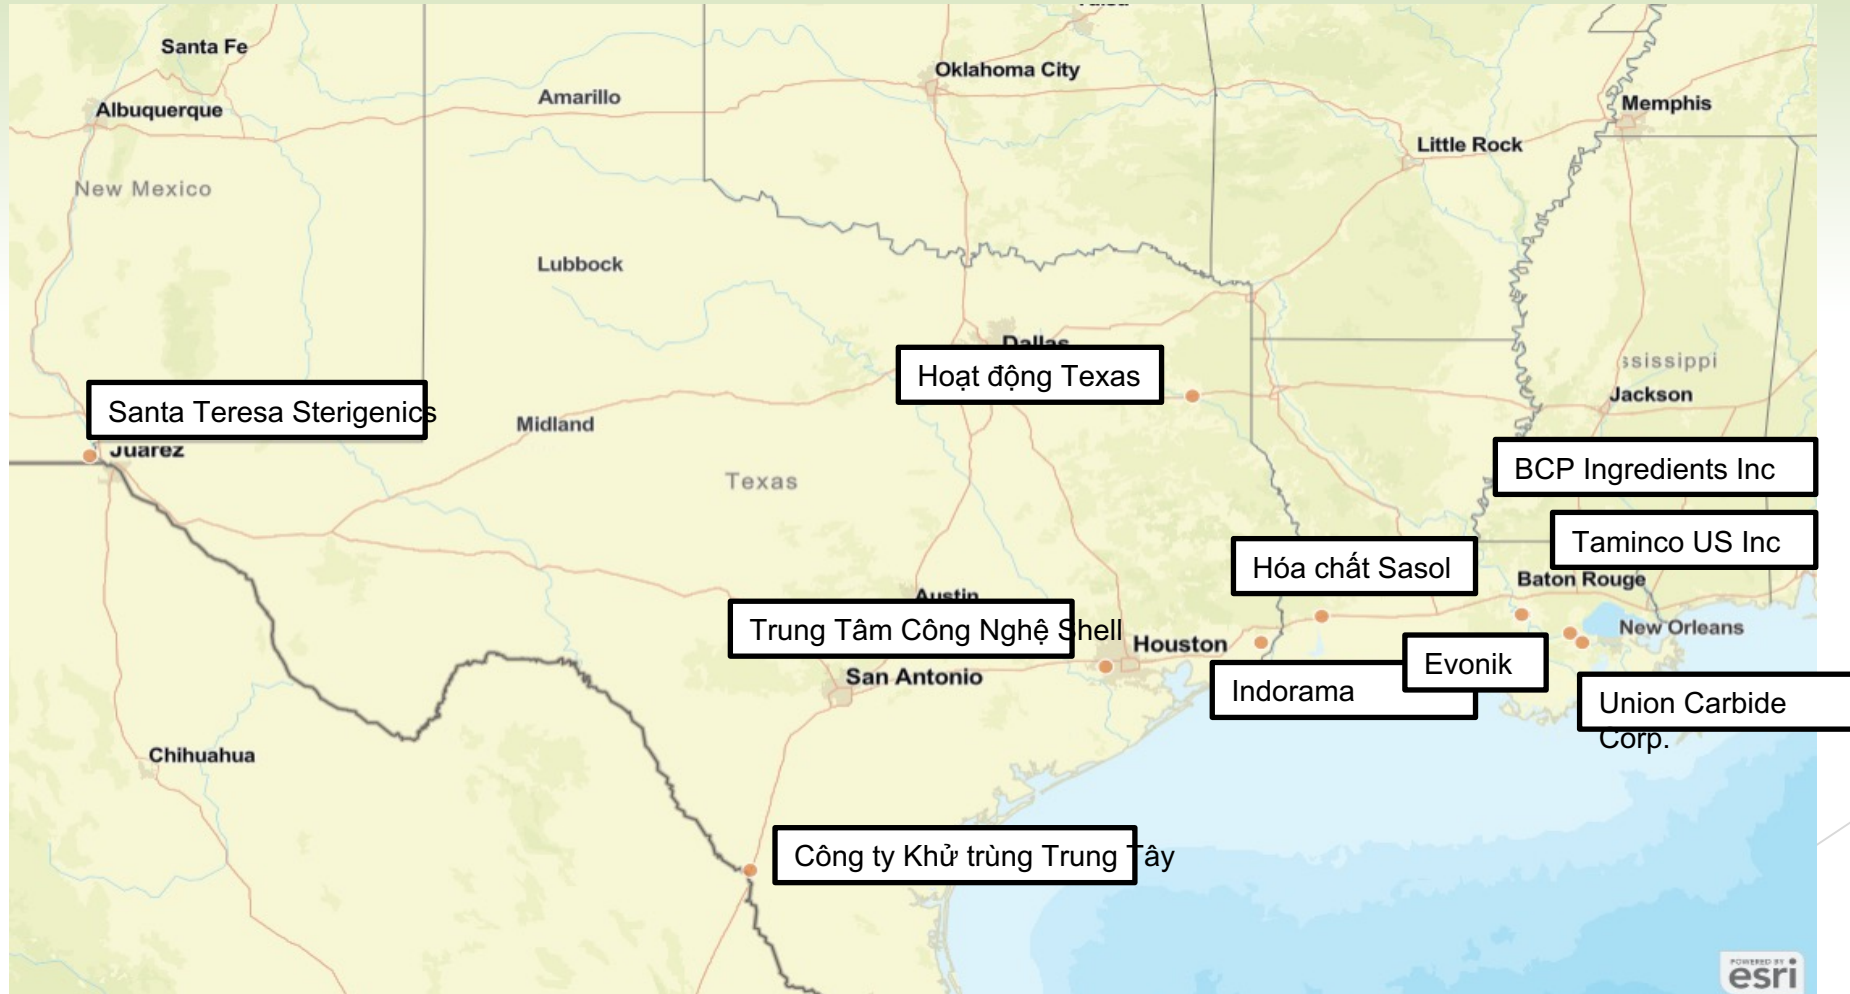 Tulsa
Santa Fe
Oklahoma City
Amarillo
Albuquerque
Memphis
Little Rock
New Mexico
Lubbock
Dallas
ssissippi
Hoạt động Texas
Jackson
Santa Teresa Sterigenics
Midland
Juarez
BCP Ingredients Inc
Texas
Taminco US Inc
Hóa chất Sasol
Baton Rouge
Austin
Trung Tâm Công Nghệ Shell
Houston
New Orleans
Evonik
San Antonio
Indorama
Union Carbide
Corp.
Chihuahua
Công ty Khử trùng Trung Tây
POWERED BY
esri